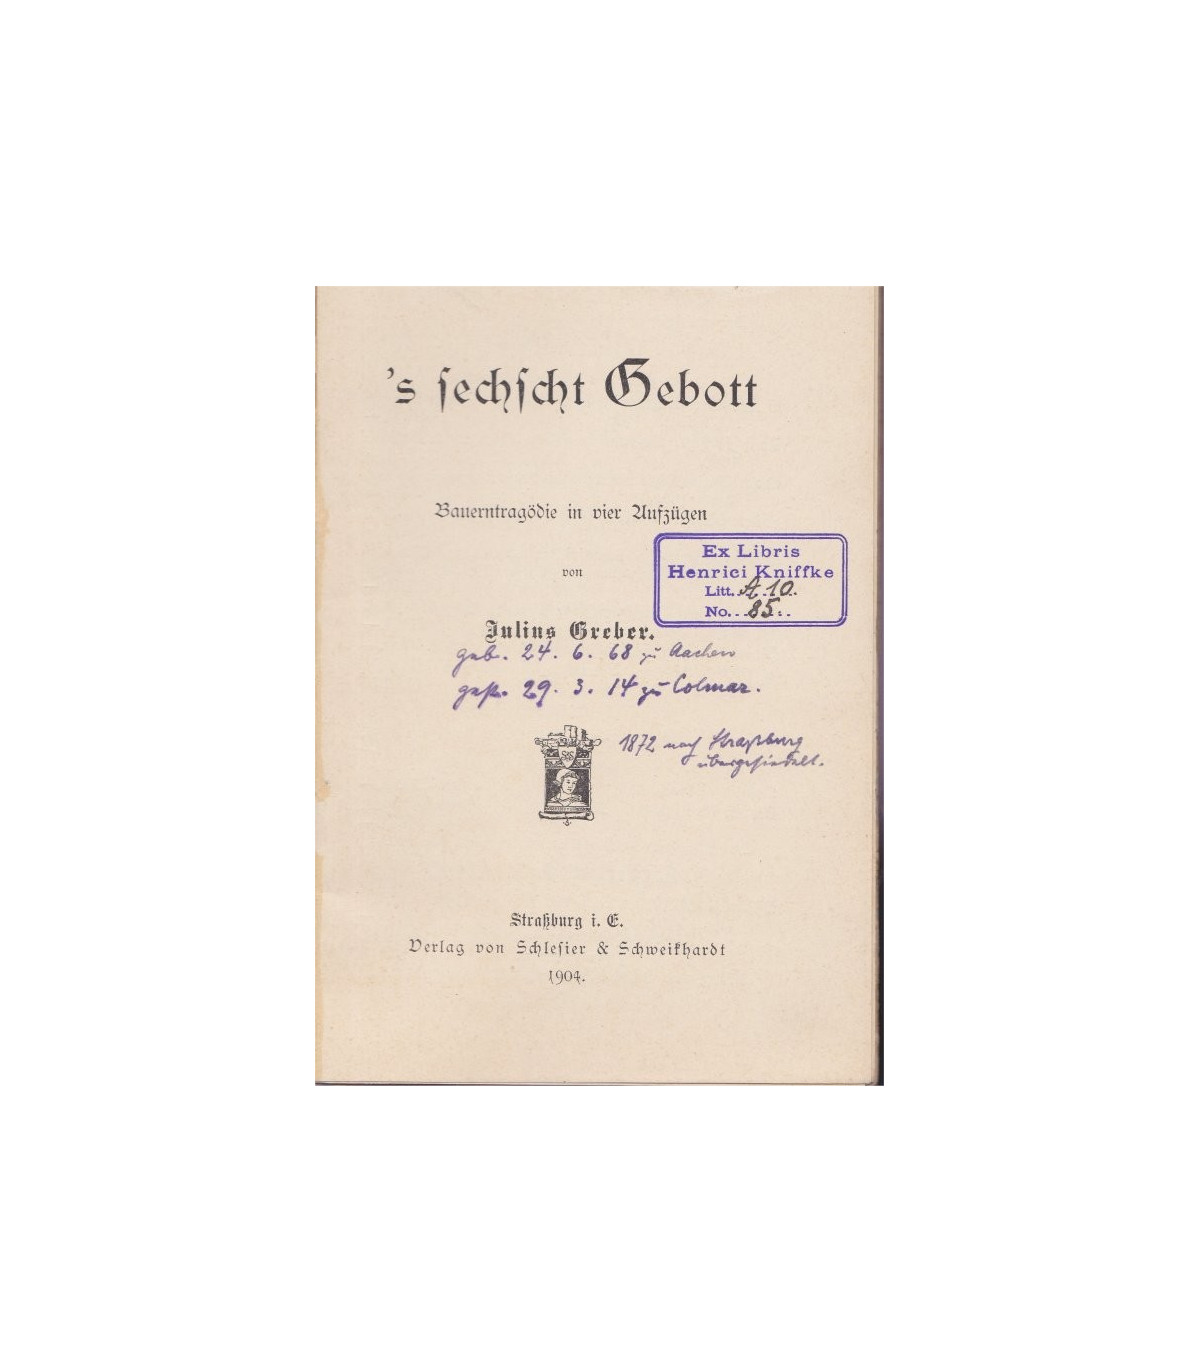 's sechscht Gebott
Bauerntragödie in vier Aufzügen
von
Ex Libris
Henrici Kniffke
Litt. A 10.
No. 85.
Julius Greber.
geb. 24. 6. 68 zu Aachen
gest. 29. 3. 14 zu Colmar.
1872 nach Straßburg
übergesiedelt.
Straßburg i. E.
Verlag von Schlesier & Schweikhardt
1904.